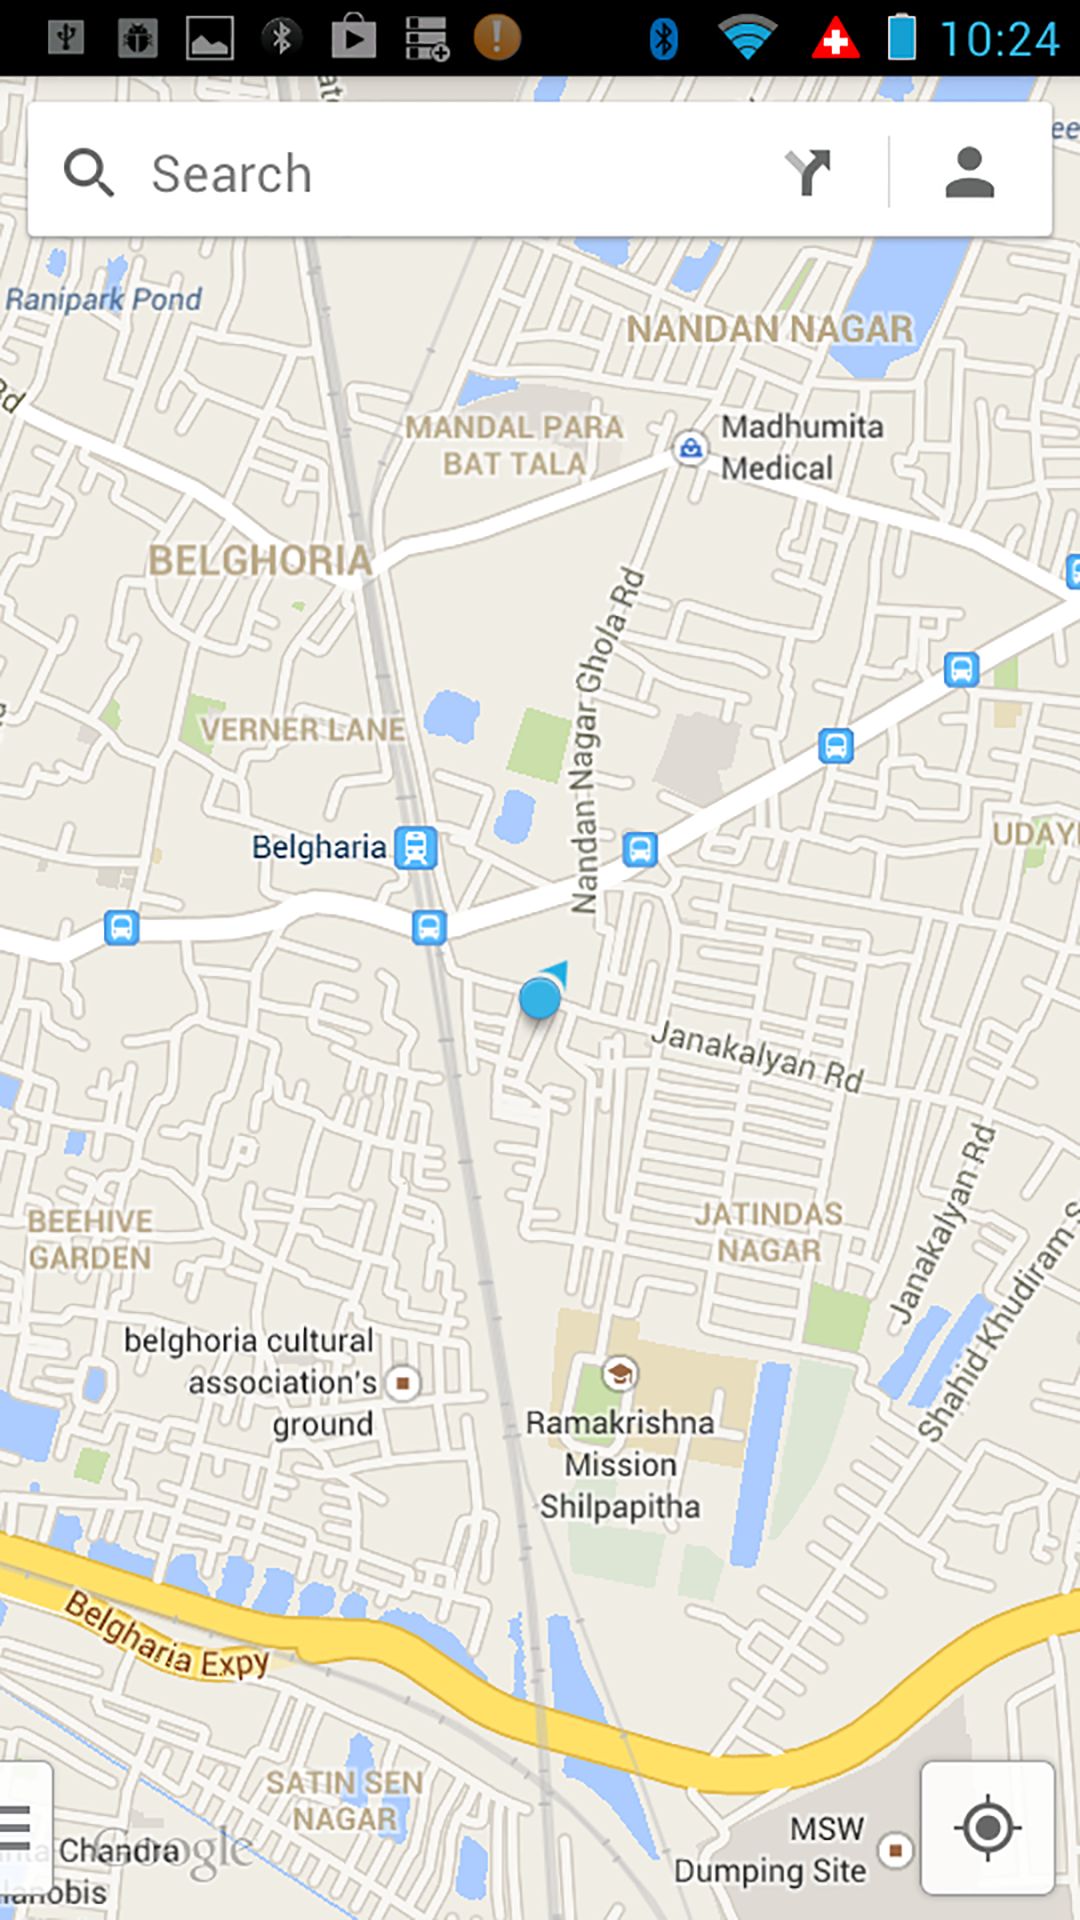 10:24
Search
Ranipark Pond
NANDAN NAGAR
Rd
MANDAL PARA
BAT TALA
Madhumita
Medical
BELGHORIA
Nandan Nagar Ghola Rd
VERNER LANE
Belgharia
UDAY
Janakalyan Rd
Janakalyan Rd
BEEHIVE
GARDEN
JATINDAS
NAGAR
Shahid Khudiram S
belghoria cultural
association's
ground
Ramakrishna
Mission
Shilpapitha
Belgharia Expy
SATIN SEN
NAGAR
MSW
Dumping Site
Chandra
Google
lanobis